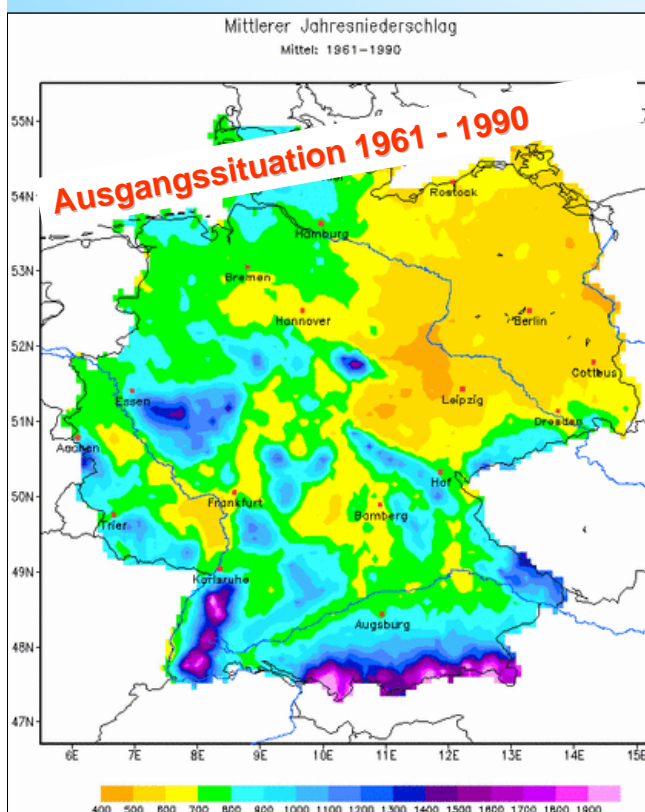 Mittlerer Jahresniederschlag
Mittel: 1961–1990
Ausgangssituation 1961 - 1990
55N
54N
Rostock
Hamburg
53N
Bremen
Hannover
Berlin
52N
Cottbus
Essen
Leipzig
51N
Dresden
Aachen
Hof
50N
Frankfurt
Bamberg
Trier
49N
Karlsruhe
Augsburg
48N
47N
6E 7E 8E 9E 10E 11E 12E 13E 14E 15E
400 500 600 700 800 900 1000 1100 1200 1300 1400 1500 1600 1700 1800 1900